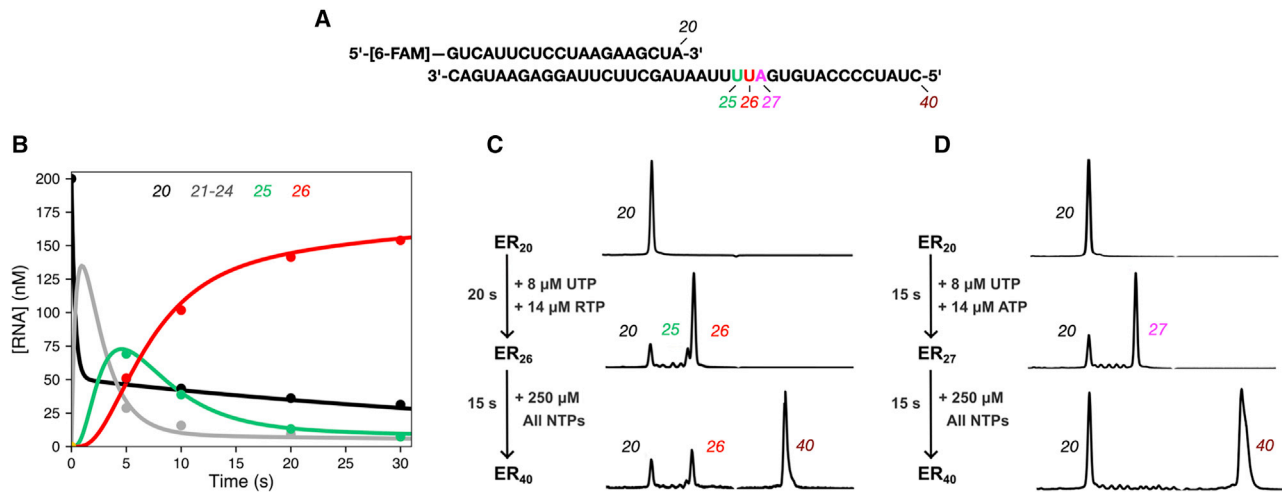 A
20
5'-[6-FAM]—GUCAUUCUCCUAAGAAGCUA-3'
3'-CAGUAAGAGGAUUCUUCGAUAAUUUUAGUGUACCCCUAUC-5'
25 26 27 40
B
20 21-24 25 26
[RNA] (nM)
200
175
150
125
100
75
50
25
0
0 5 10 15 20 25 30
Time (s)
C
20
ER20
20 s
+ 8 µM UTP
+ 14 µM RTP
20 25 26
ER26
15 s
+ 250 µM
All NTPs
20 26 40
ER40
D
20
ER20
15 s
+ 8 µM UTP
+ 14 µM ATP
20 27
ER27
15 s
+ 250 µM
All NTPs
20 40
ER40